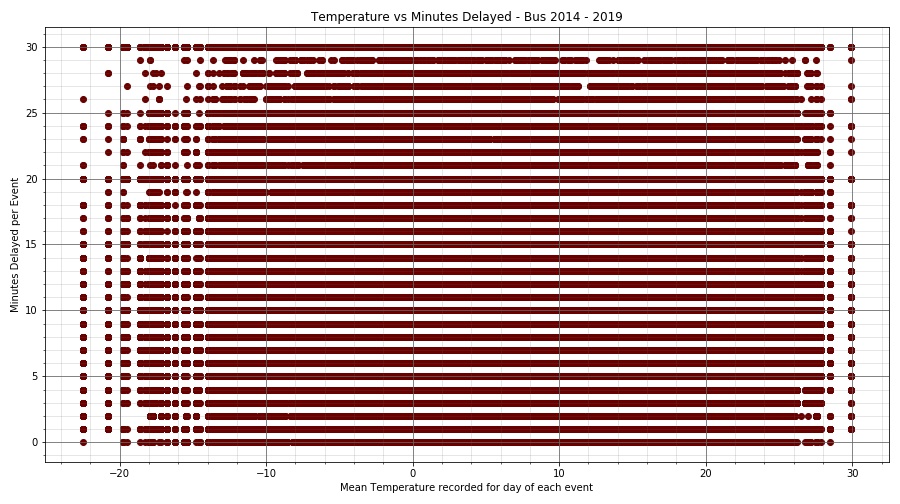 Temperature vs Minutes Delayed - Bus 2014 - 2019
Minutes Delayed per Event
30
25
20
15
10
5
0
−20 −10 0 10 20 30
Mean Temperature recorded for day of each event